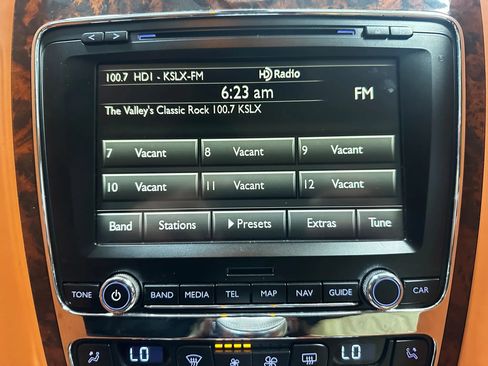 100.7 HD1 - KSLX-FM HD Radio
6:23 am FM
The Valley's Classic Rock 100.7 KSLX
7 Vacant 8 Vacant 9 Vacant
10 Vacant 11 Vacant 12 Vacant
Band Stations Presets Extras Tune
TONE BAND MEDIA TEL MAP NAV GUIDE CAR
LO LO